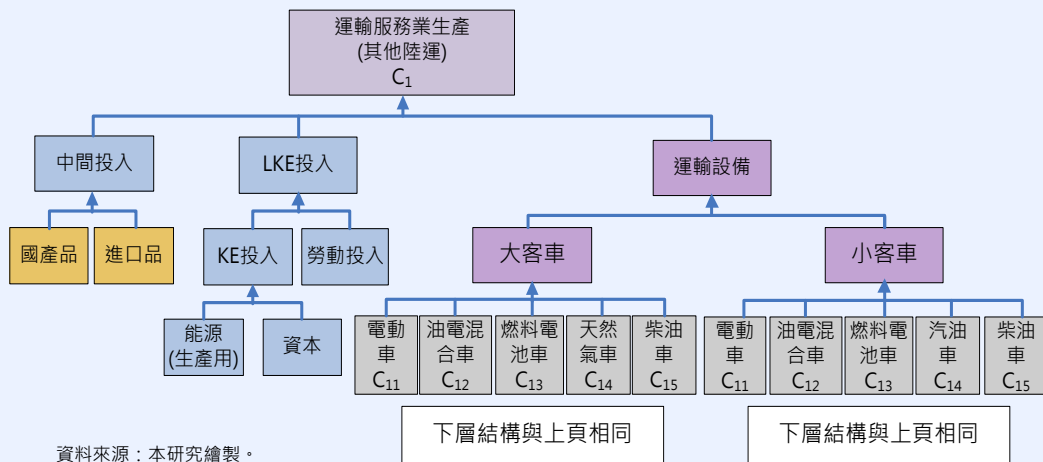 運輸服務業生產
(其他陸運)
C₁
中間投入
LKE投入
運輸設備
國產品
進口品
KE投入
勞動投入
大客車
小客車
能源
(生產用)
資本
電動
車
C₁₁
油電混
合車
C₁₂
燃料電
池車
C₁₃
天然
氣車
C₁₄
柴油
車
C₁₅
電動
車
C₁₁
油電混
合車
C₁₂
燃料電
池車
C₁₃
汽油
車
C₁₄
柴油
車
C₁₅
下層結構與上頁相同
下層結構與上頁相同
資料來源：本研究繪製。